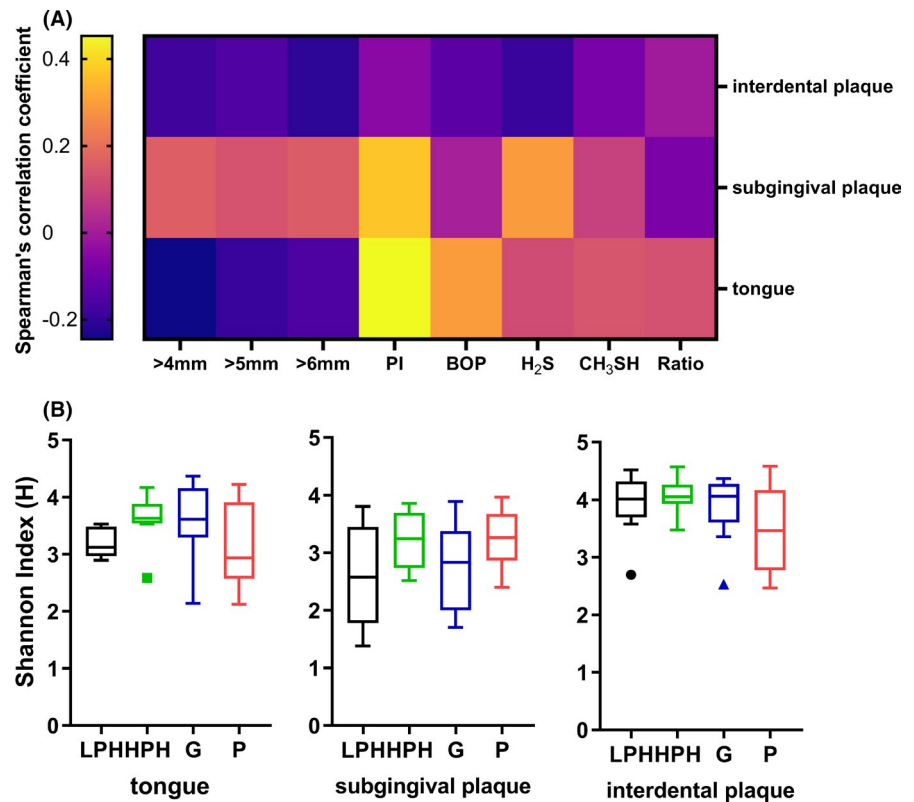 (A)
Spearman's correlation coefficient
0.4
0.2
0
-0.2
interdental plaque
subgingival plaque
tongue
>4mm >5mm >6mm PI BOP H₂S CH₃SH Ratio
(B)
Shannon Index (H)
5
4
3
2
1
0
LPH HPH G P
tongue
5
4
3
2
1
0
LPH HPH G P
subgingival plaque
5
4
3
2
1
0
LPH HPH G P
interdental plaque